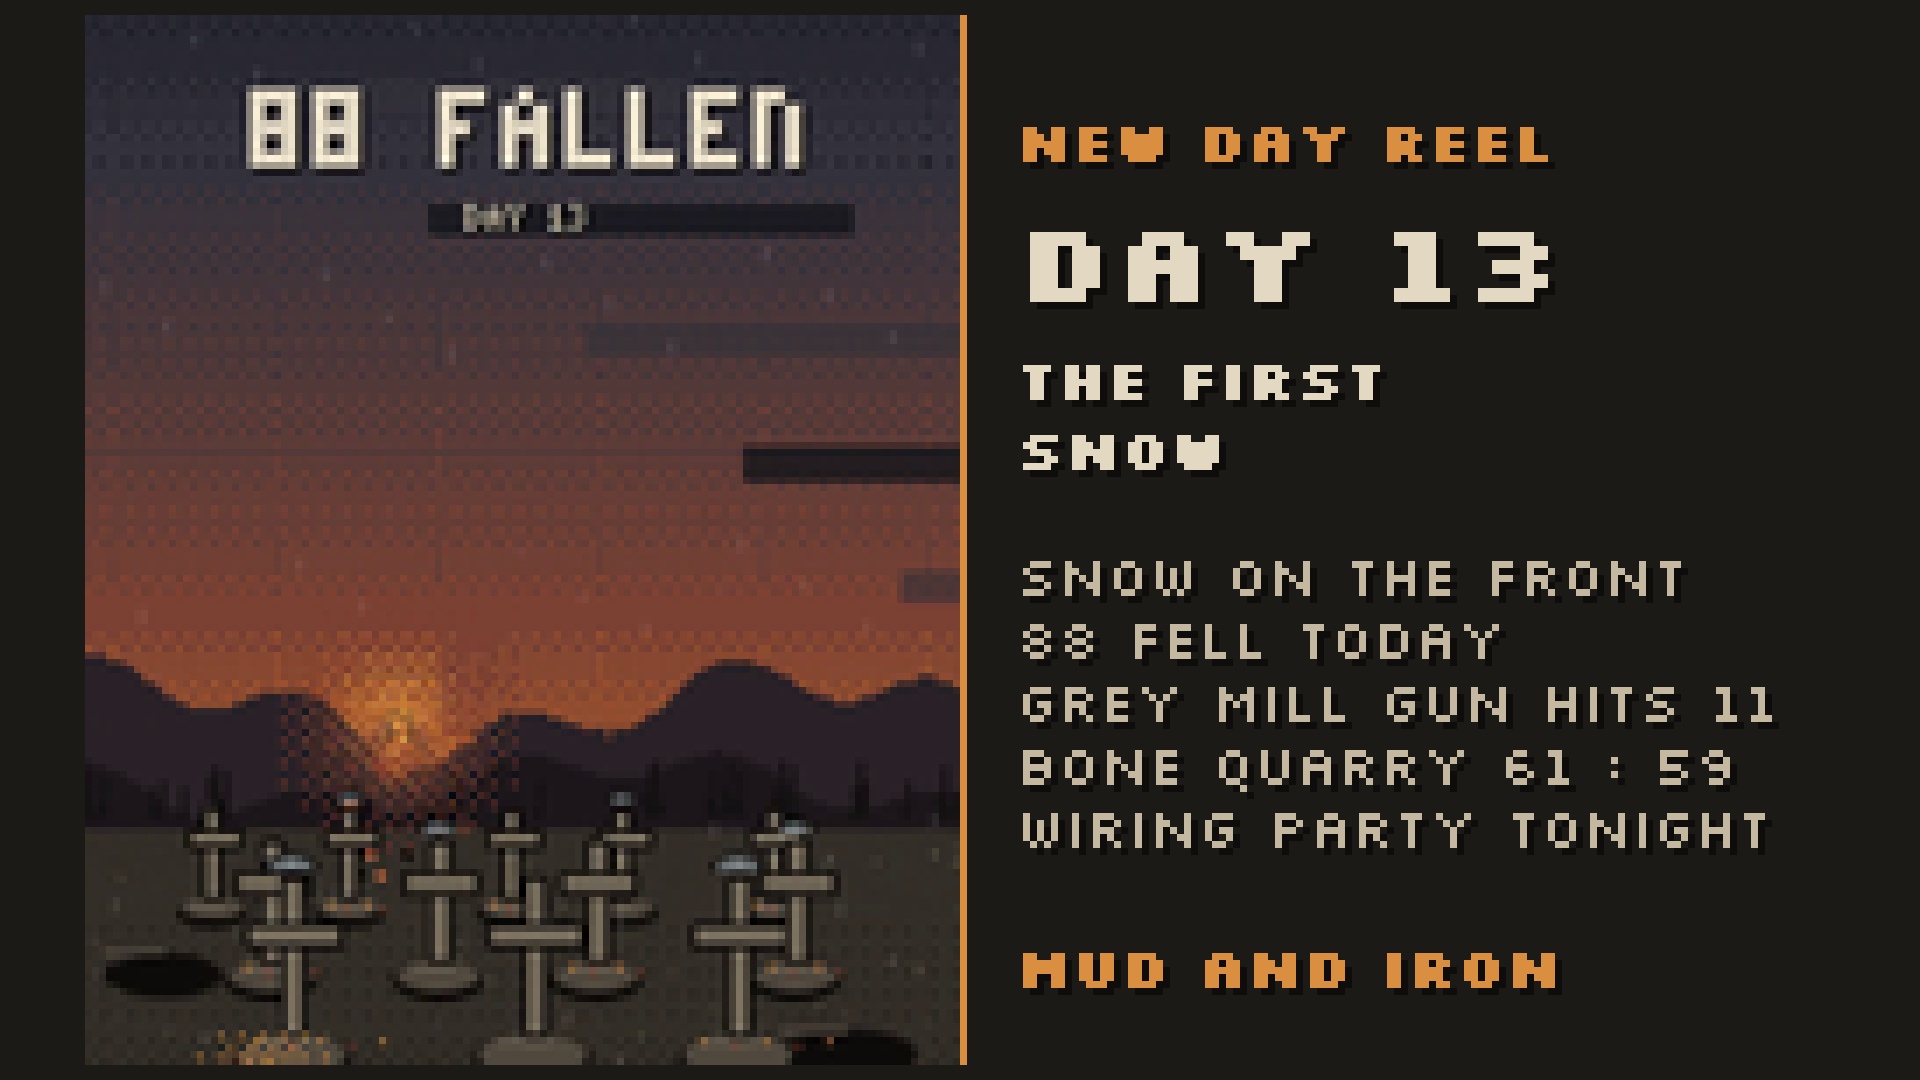 88 FALLEN
DAY 13
NEW DAY REEL
DAY 13
THE FIRST
SNOW
SNOW ON THE FRONT
88 FELL TODAY
GREY MILL GUN HITS 11
BONE QUARRY 61 : 59
WIRING PARTY TONIGHT
MUD AND IRON